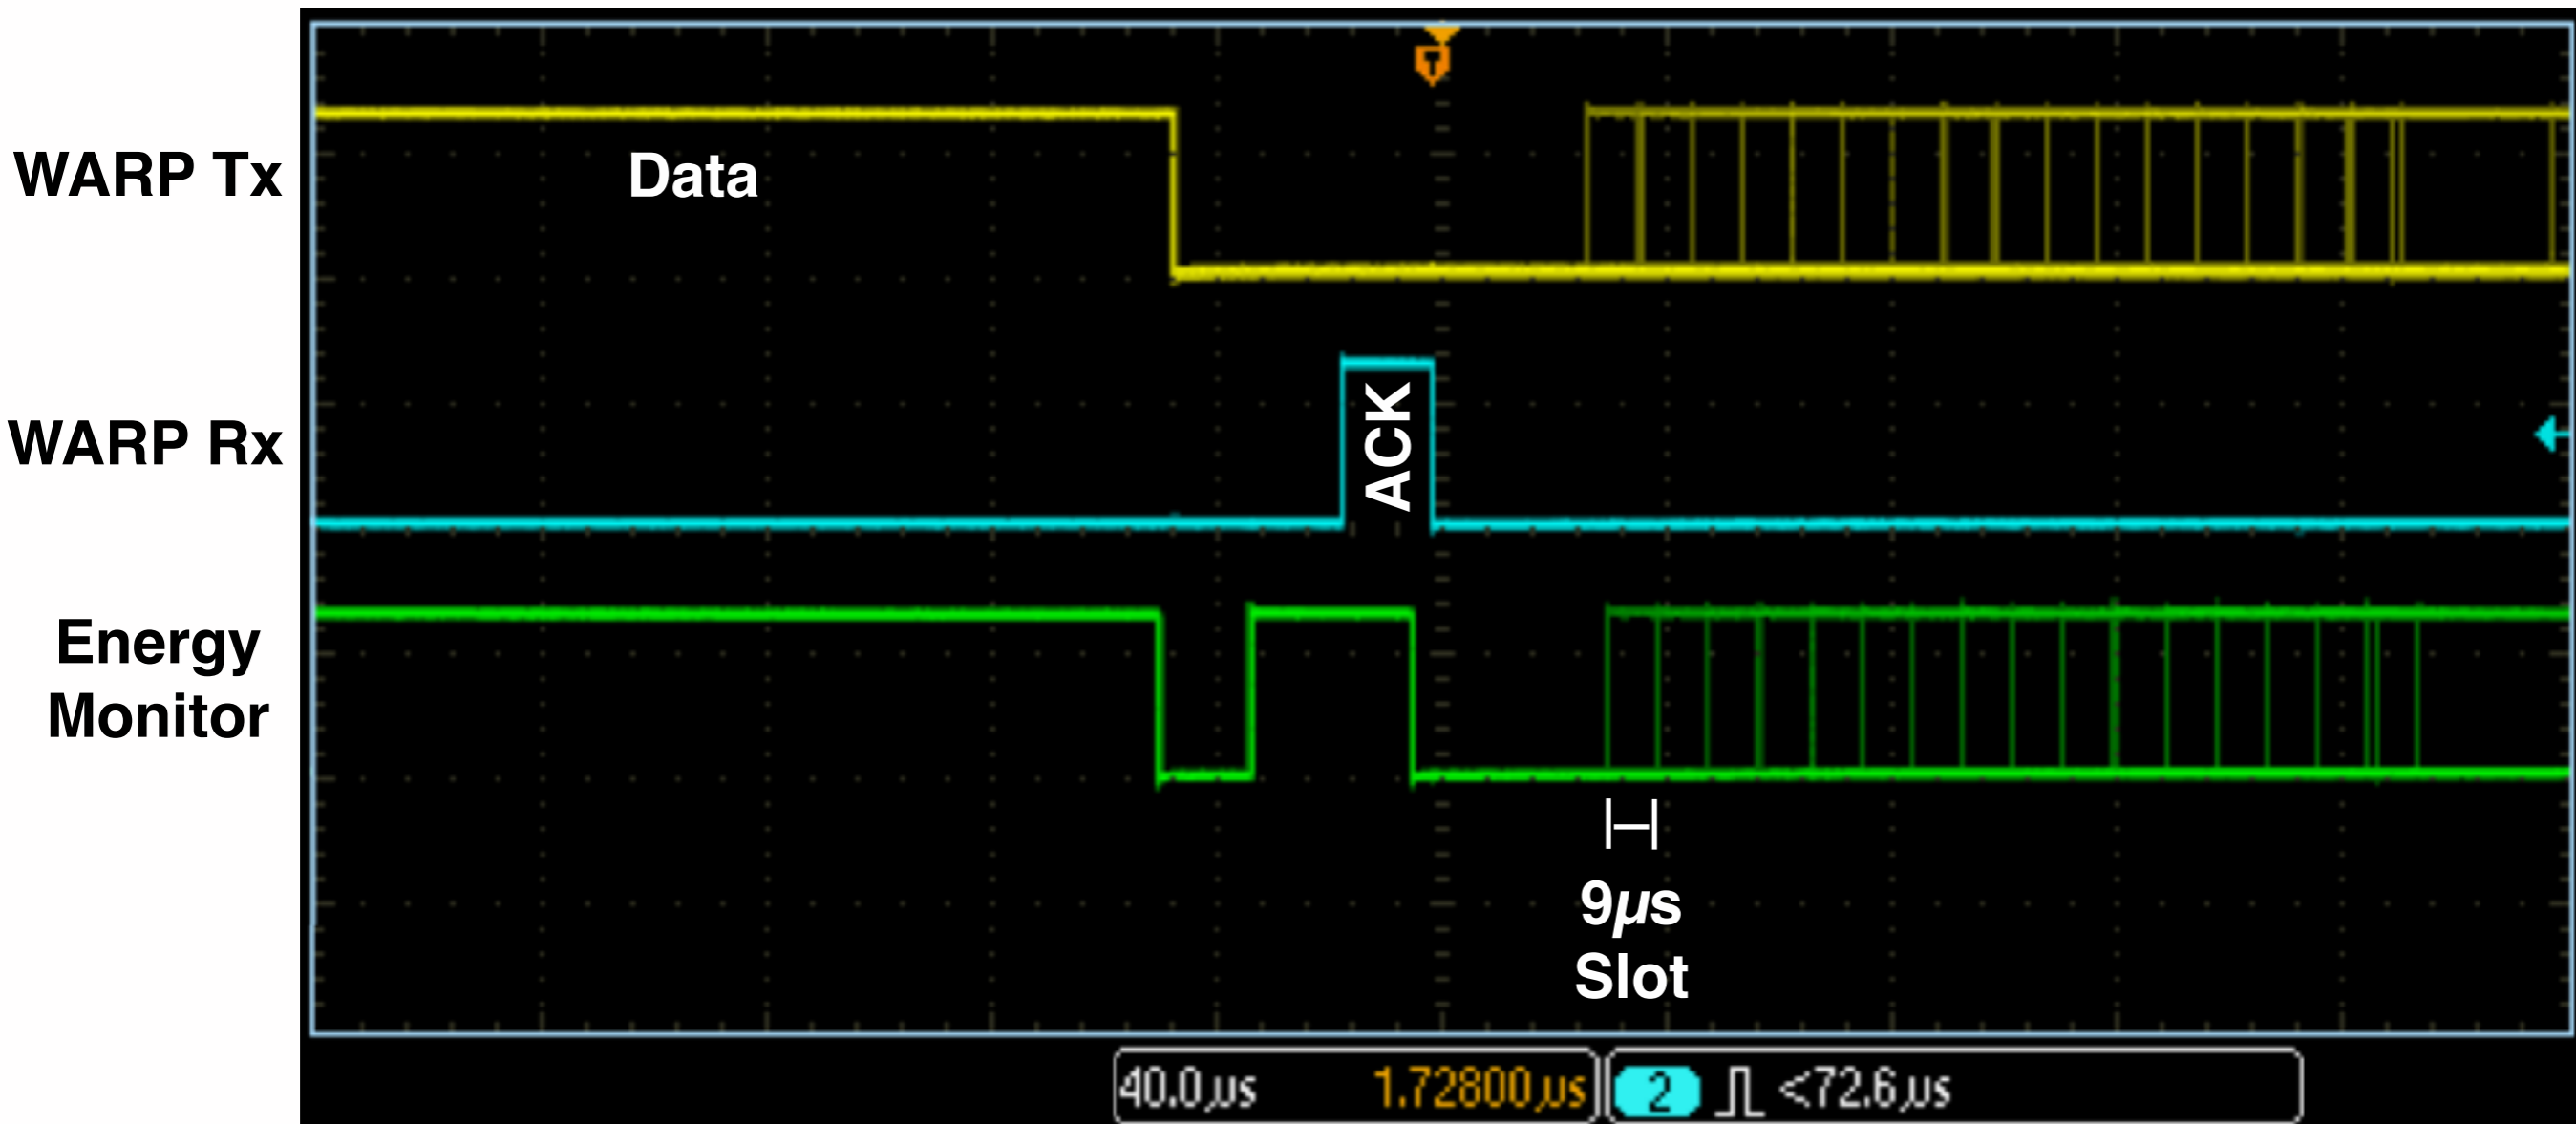 T
WARP Tx
Data
WARP Rx
ACK
Energy
Monitor
9µs
Slot
40.0µs 1.72800µs 2 <72.6µs